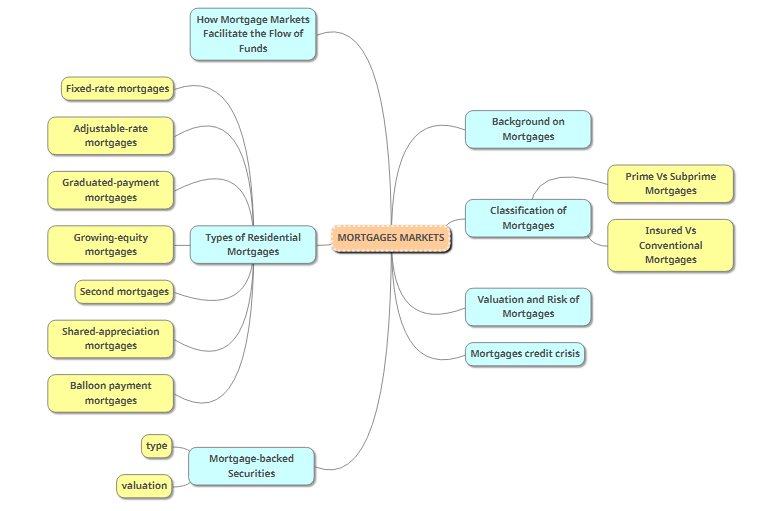 How Mortgage Markets
Facilitate the Flow of
Funds
Fixed-rate mortgages
Adjustable-rate
mortgages
Graduated-payment
mortgages
Growing-equity
mortgages
Second mortgages
Shared-appreciation
mortgages
Balloon payment
mortgages
Types of Residential
Mortgages
type
valuation
Mortgage-backed
Securities
MORTGAGES MARKETS
Background on
Mortgages
Classification of
Mortgages
Prime Vs Subprime
Mortgages
Insured Vs
Conventional
Mortgages
Valuation and Risk of
Mortgages
Mortgages credit crisis